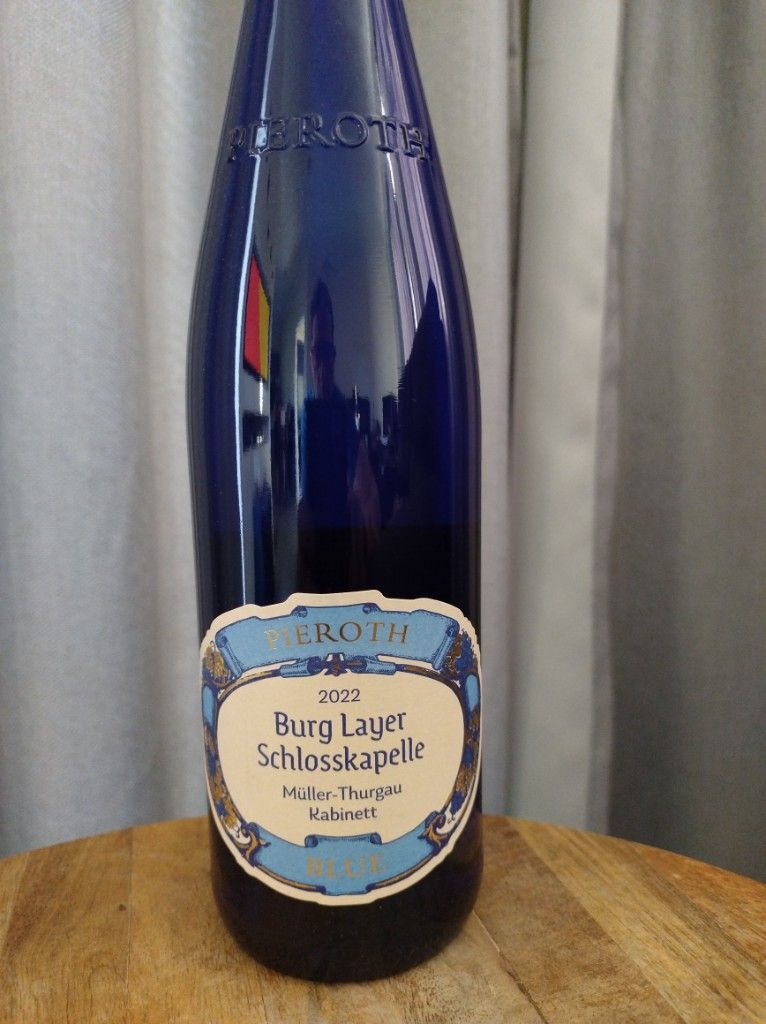 PIEROTH
PIEROTH
2022
Burg Layer
Schlosskapelle
Müller-Thurgau
Kabinett
BLUE